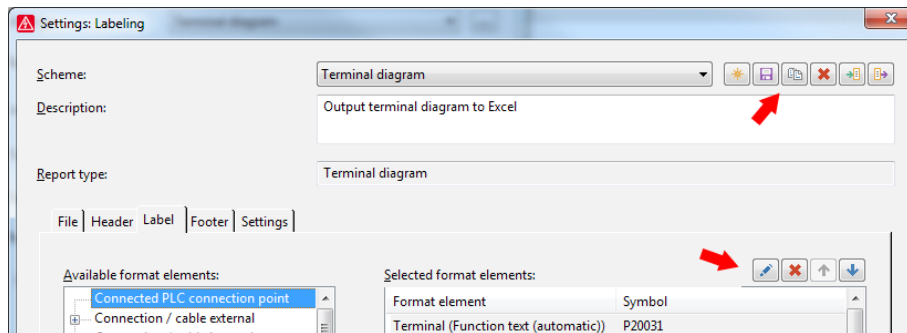 Settings: Labeling
Scheme:
Terminal diagram
Description:
Output terminal diagram to Excel
Report type:
Terminal diagram
File Header Label Footer Settings
Available format elements:
Selected format elements:
Connected PLC connection point
Format element Symbol
Connection / cable external
Terminal (Function text (automatic)) P20031